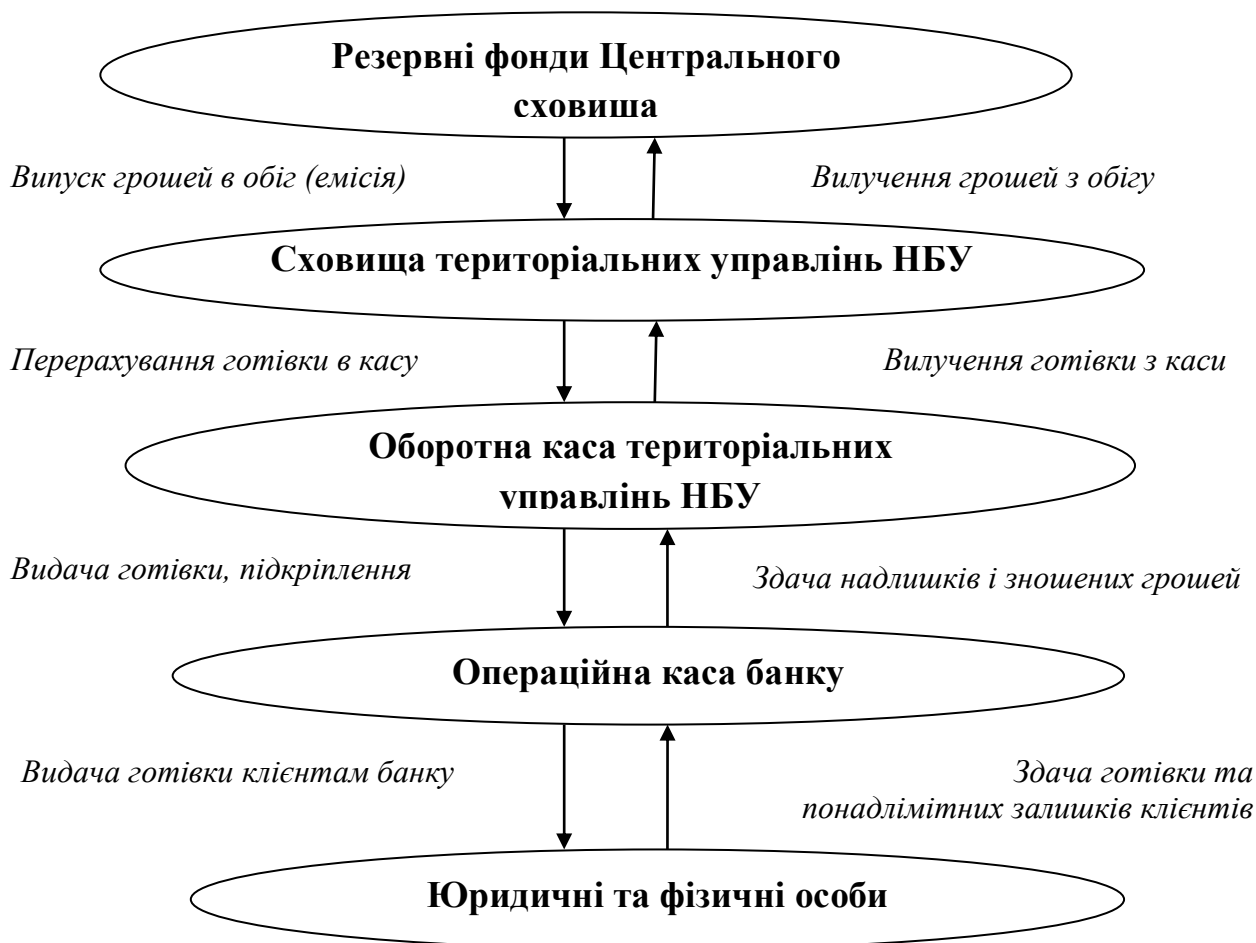 Резервні фонди Центрального
сховиша
Випуск грошей в обіг (емісія)
Вилучення грошей з обігу
Сховища територіальних управлінь НБУ
Перерахування готівки в касу
Вилучення готівки з каси
Оборотна каса територіальних
управлінь НБУ
Видача готівки, підкріплення
Здача надлишків і зношених грошей
Операційна каса банку
Видача готівки клієнтам банку
Здача готівки та
понадлімітних залишків клієнтів
Юридичні та фізичні особи